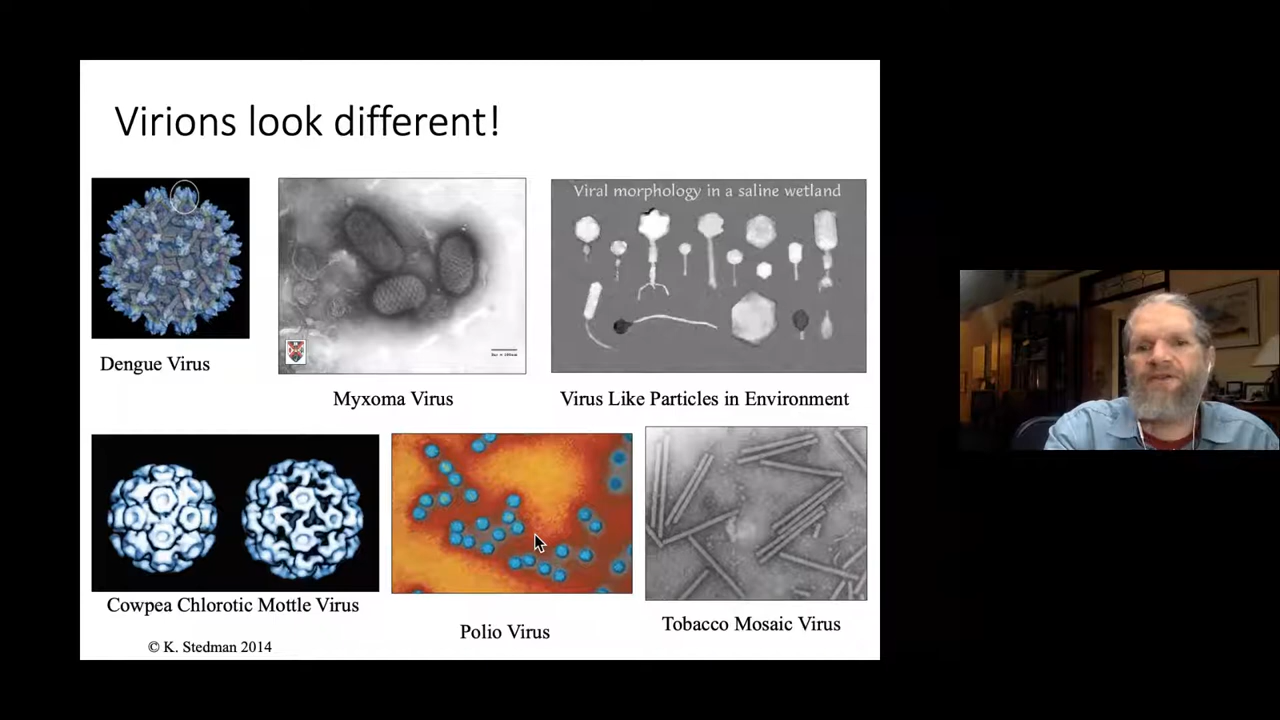 Virions look different!
Viral morphology in a saline wetland
Dengue Virus
Myxoma Virus
Virus Like Particles in Environment
Cowpea Chlorotic Mottle Virus
Polio Virus
Tobacco Mosaic Virus
© K. Stedman 2014